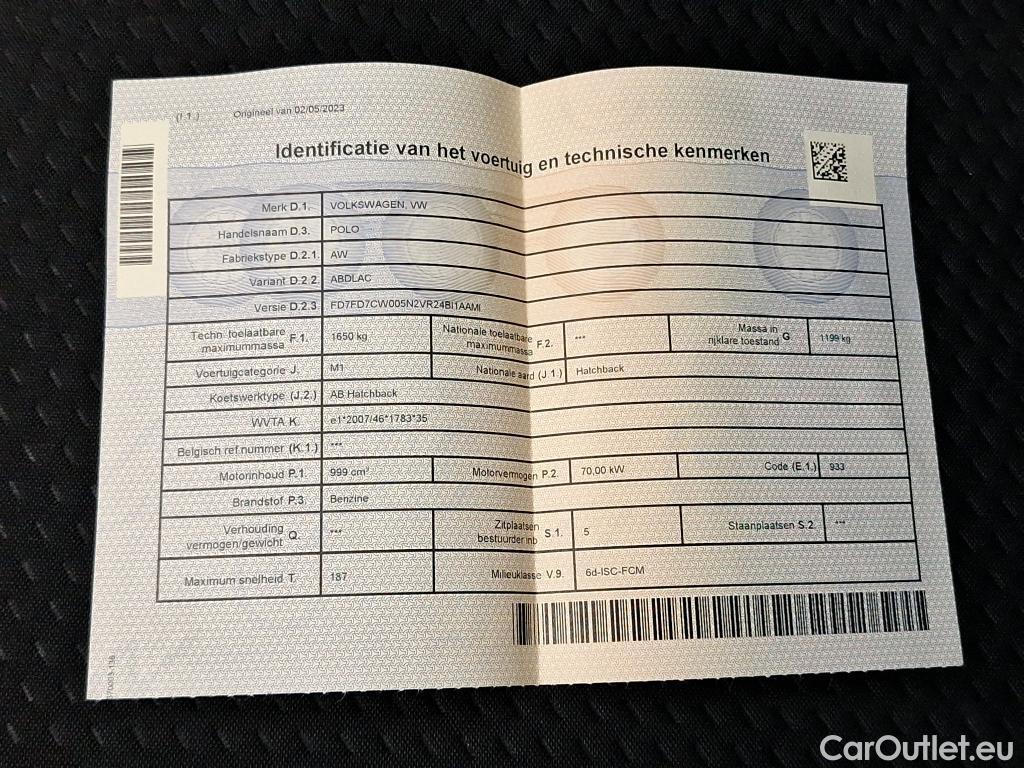 (I.1.) Origineel van 02/05/2023
Identificatie van het voertuig en technische kenmerken
Merk D.1. VOLKSWAGEN, VW
Handelsnaam D.3. POLO
Fabriekstype D.2.1. AW
Variant D.2.2. ABDLAC
Versie D.2.3. FD7FD7CW005N2VR24BI1AAMI
Techn. toelaatbare maximummassa F.1. 1650 kg Nationale toelaatbare maximummassa F.2. *** Massa in rijklare toestand G 1199 kg
Voertuigcategorie J. M1 Nationale aard (J.1.) Hatchback
Koetswerktype (J.2.) AB Hatchback
WVTA K. e1*2007/46*1783*35
Belgisch ref.nummer (K.1.) ***
Motorinhoud P.1. 999 cm³ Motorvermogen P.2. 70,00 kW Code (E.1.) 933
Brandstof P.3. Benzine
Verhouding vermogen/gewicht Q. *** Zitplaatsen bestuurder inb S.1. 5 Staanplaatsen S.2. ***
Maximum snelheid T. 187 Milieuklasse V.9. 6d-ISC-FCM
CarOutlet.eu